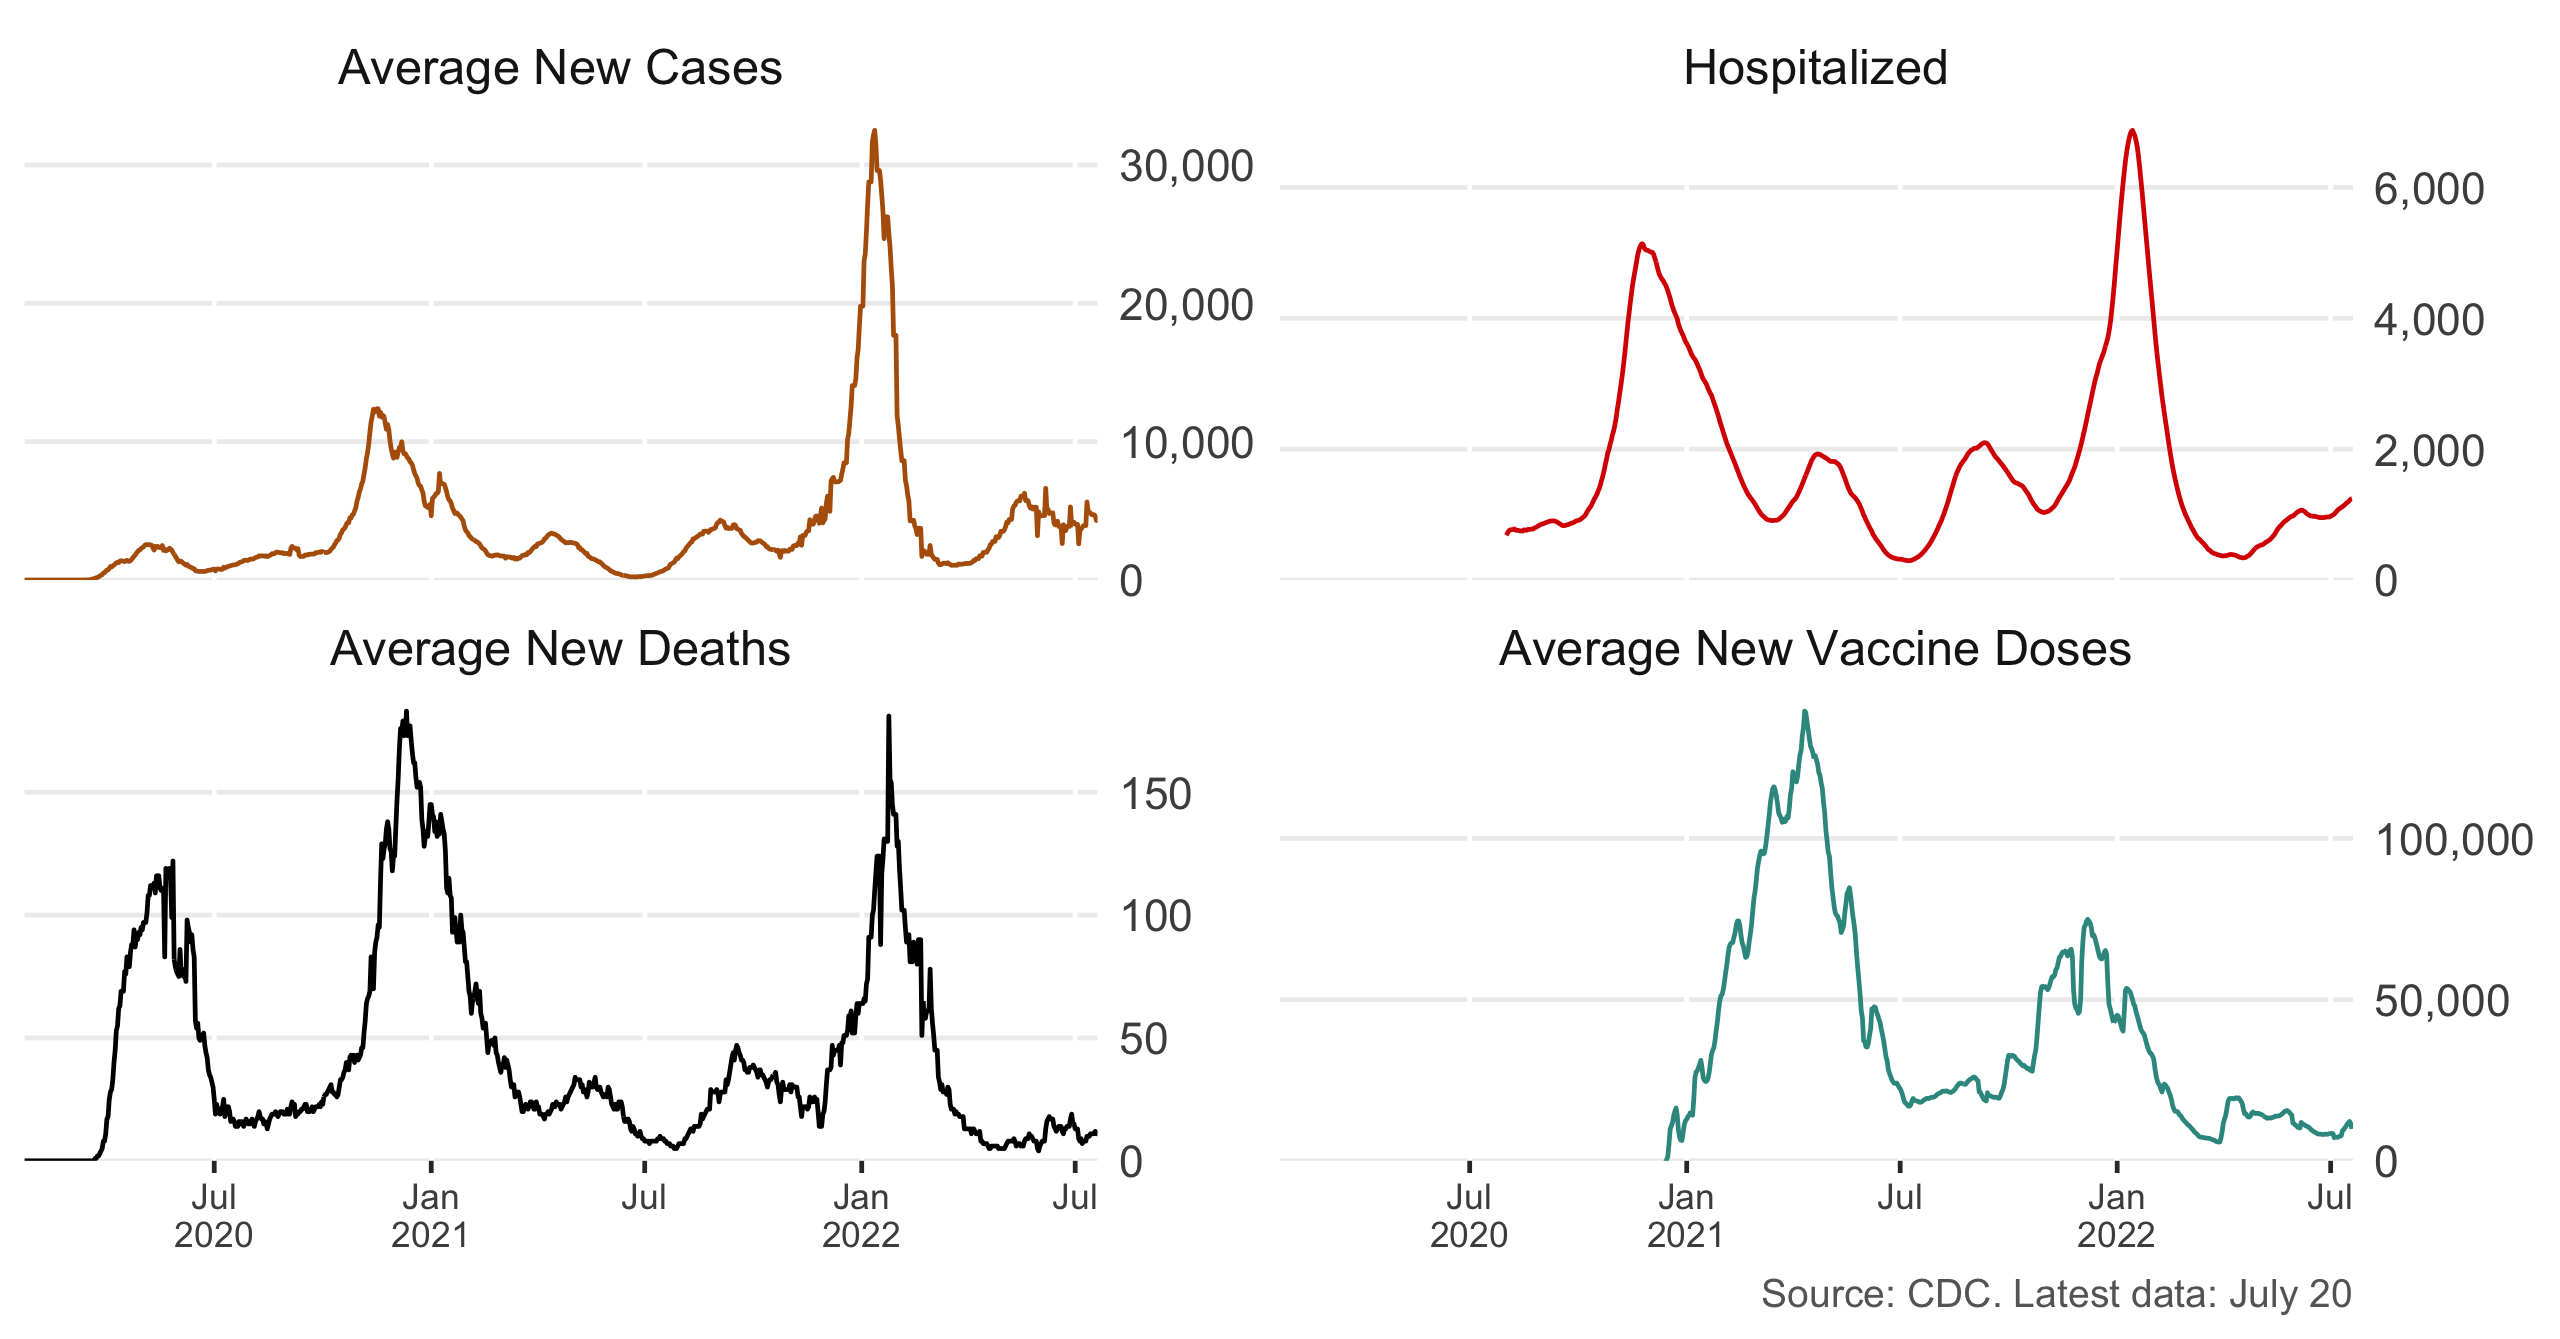 Average New Cases
30,000
20,000
10,000
0
Hospitalized
6,000
4,000
2,000
0
Average New Deaths
150
100
50
0
Jul Jan Jul Jan Jul
2020 2021 2022
Average New Vaccine Doses
100,000
50,000
0
Jul Jan Jul Jan Jul
2020 2021 2022
Source: CDC. Latest data: July 20